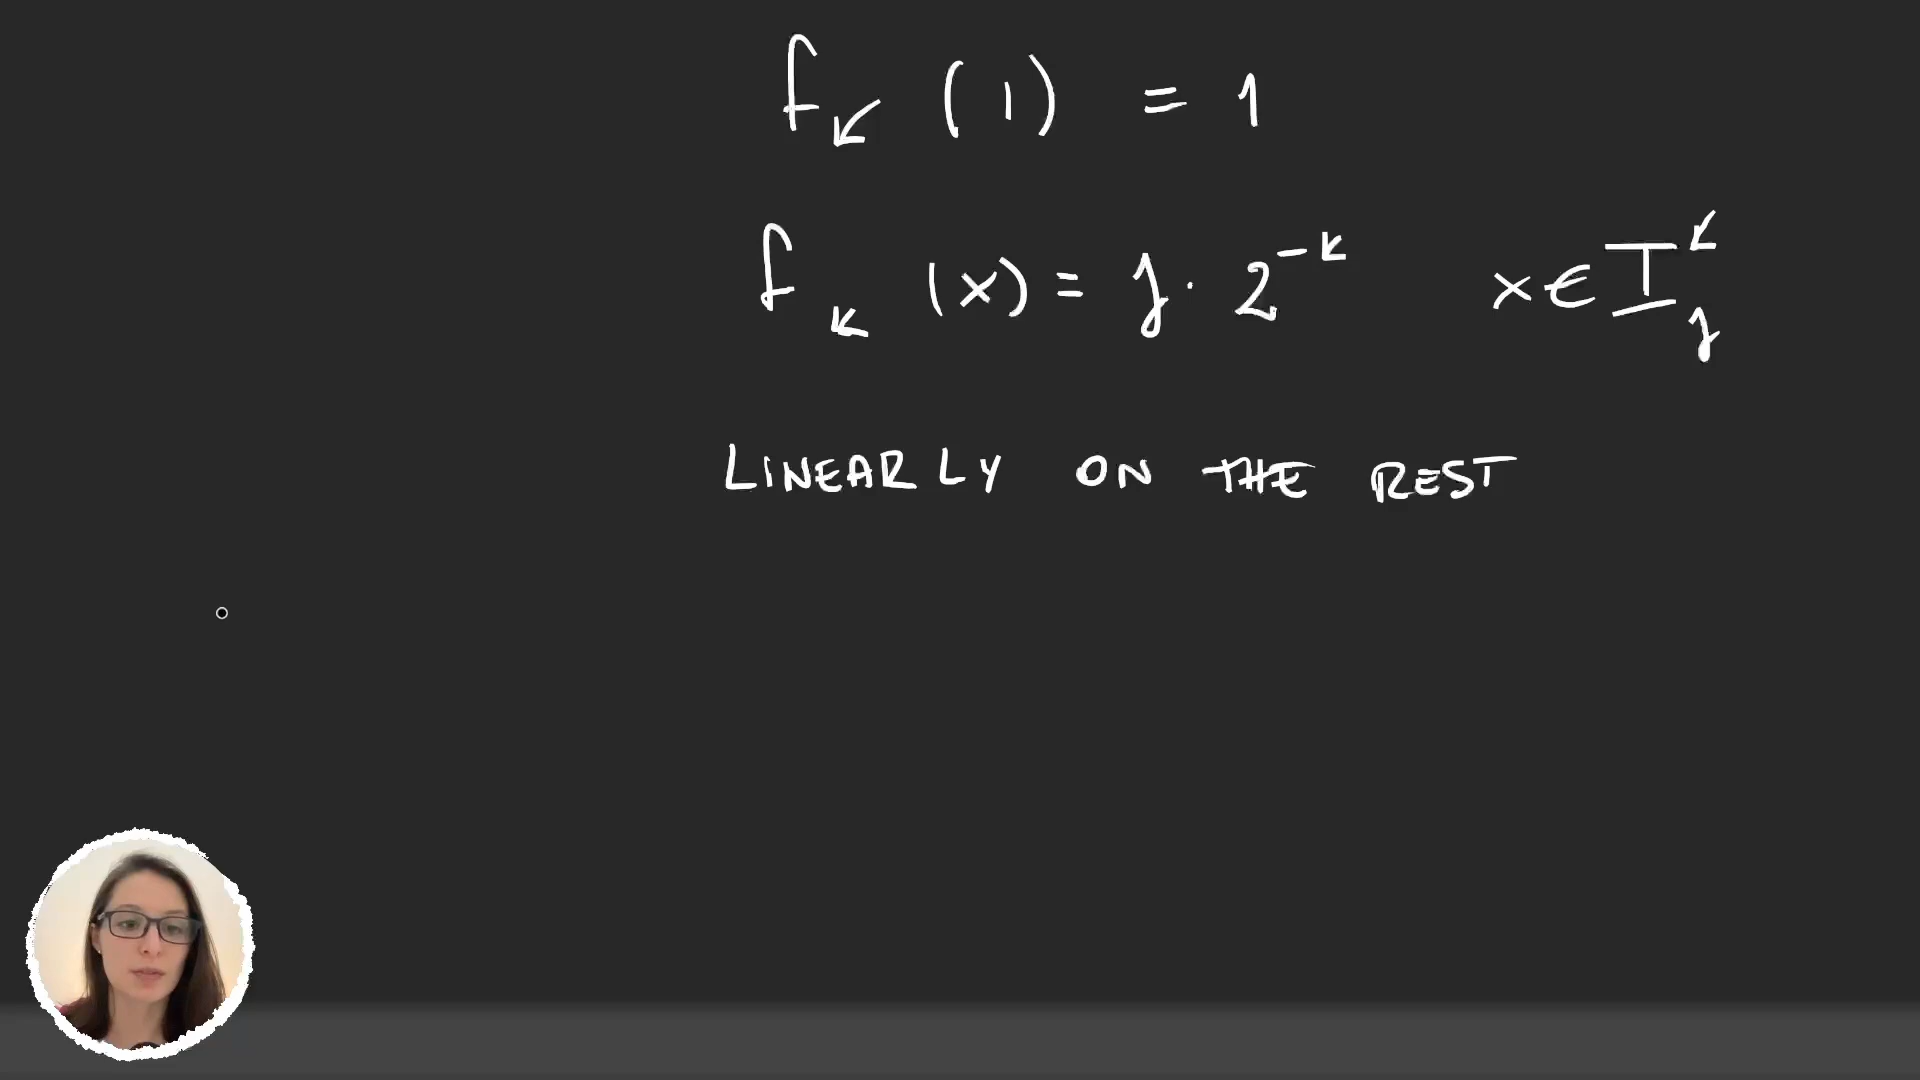 f_k (1) = 1
f_k (x) = j · 2^{-k} x ∈ I_j^k
LINEARLY ON THE REST